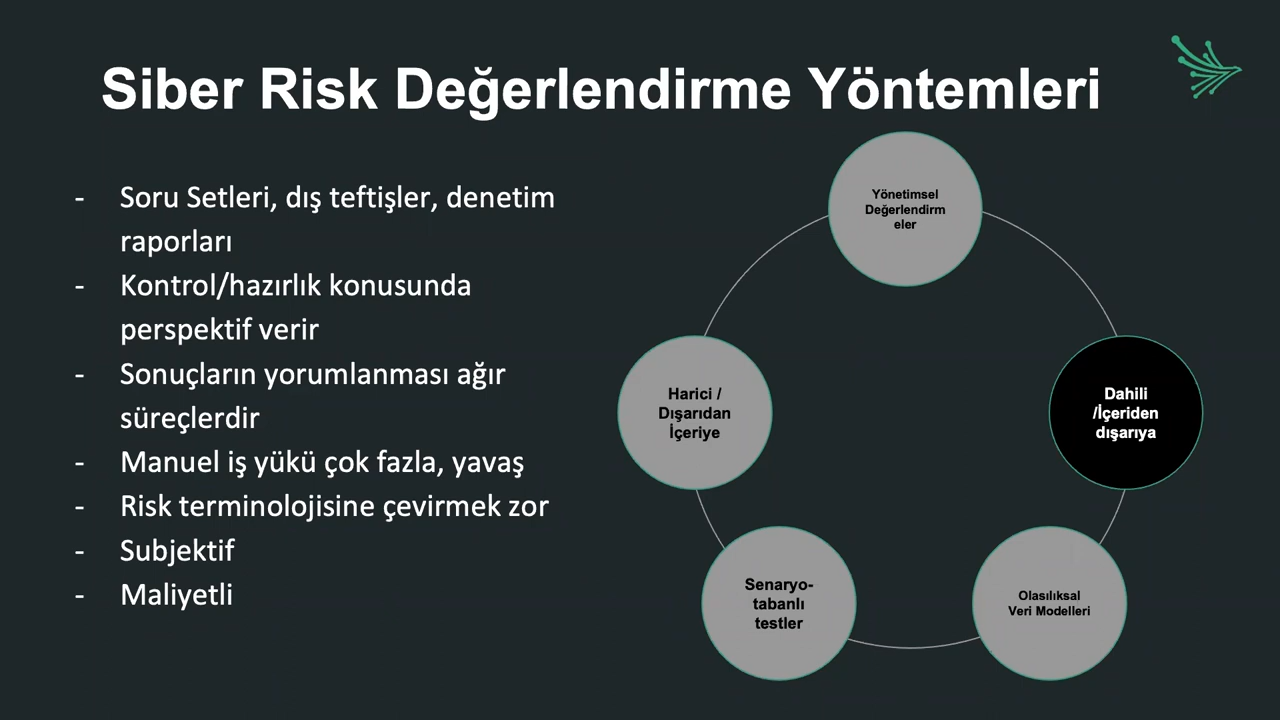 Siber Risk Değerlendirme Yöntemleri
- Soru Setleri, dış teftişler, denetim
raporları
- Kontrol/hazırlık konusunda
perspektif verir
- Sonuçların yorumlanması ağır
süreçlerdir
- Manuel iş yükü çok fazla, yavaş
- Risk terminolojisine çevirmek zor
- Subjektif
- Maliyetli
Yönetimsel
Değerlendirm
eler
Dahili
/İçeriden
dışarıya
Olasılıksal
Veri Modelleri
Senaryo-
tabanlı
testler
Harici /
Dışarıdan
İçeriye